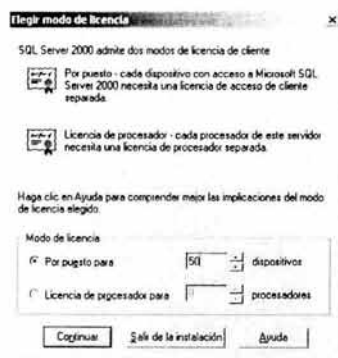 Elegir modo de licencia
SQL Server 2000 admite dos modos de licencia de cliente
Por puesto - cada dispositivo con acceso a Microsoft SQL
Server 2000 necesita una licencia de acceso de cliente
separada.
Licencia de procesador - cada procesador de este servidor
necesita una licencia de procesador separada.
Haga clic en Ayuda para comprender mejor las implicaciones del modo
de licencia elegido.
Modo de licencia
Por puesto para 50 dispositivos
Licencia de procesador para procesadores
Continuar Salir de la instalación Ayuda